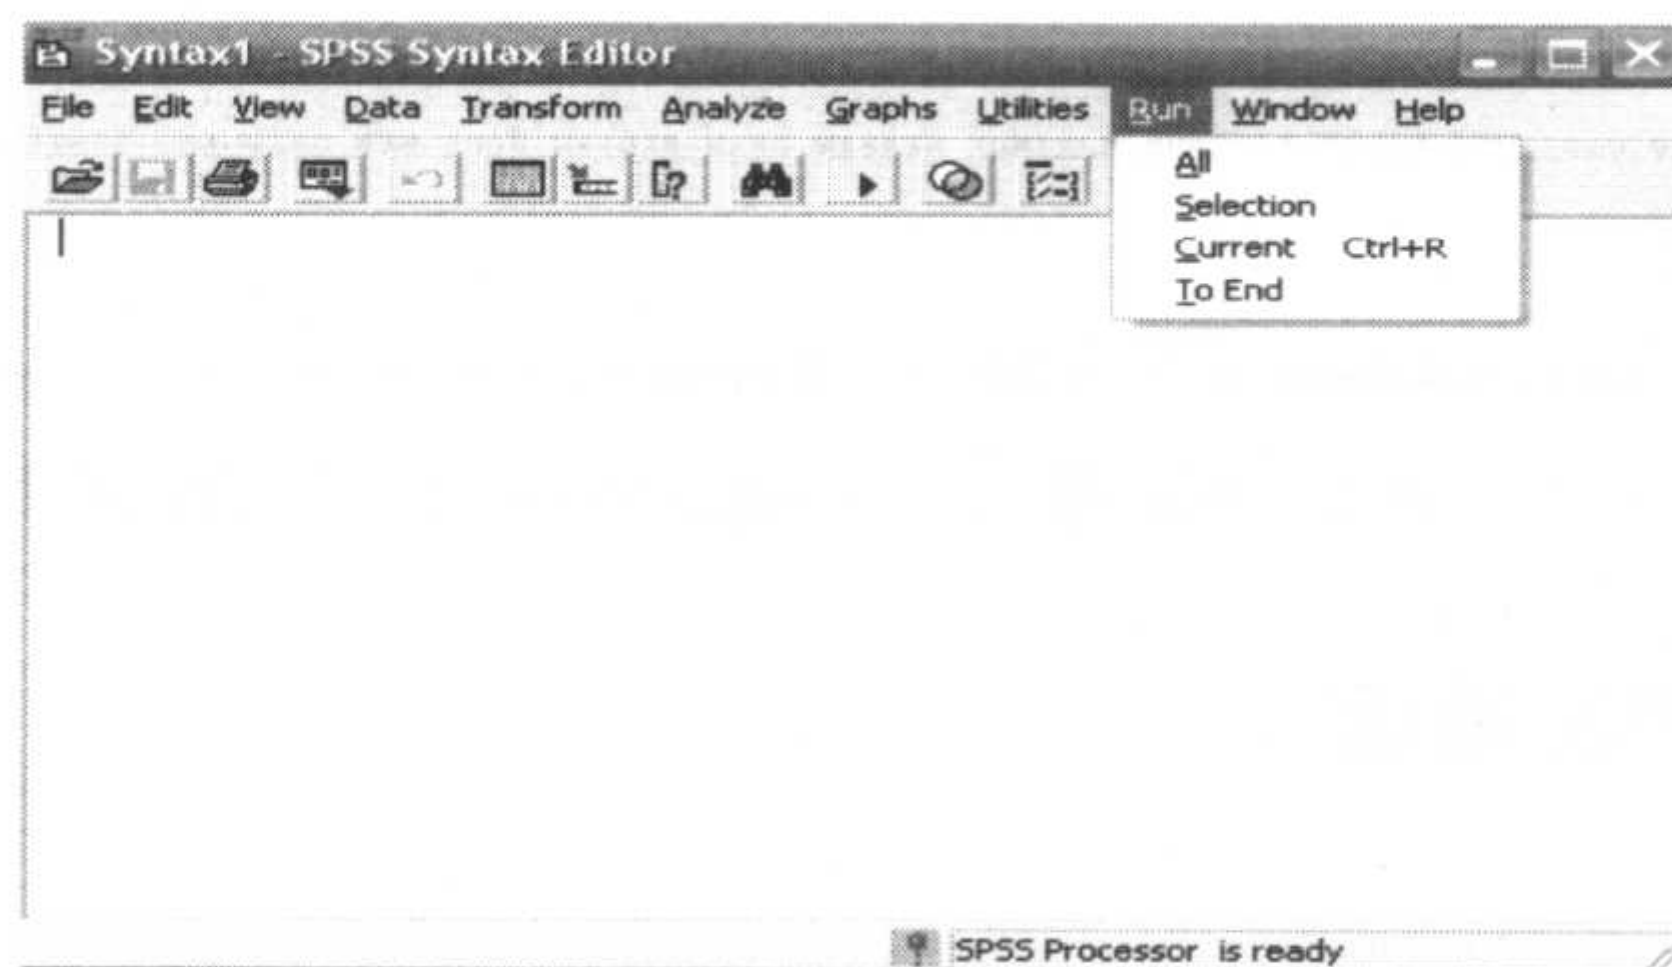 Syntax1 - SPSS Syntax Editor
File Edit View Data Transform Analyze Graphs Utilities Run Window Help
All
Selection
Current Ctrl+R
To End
SPSS Processor is ready